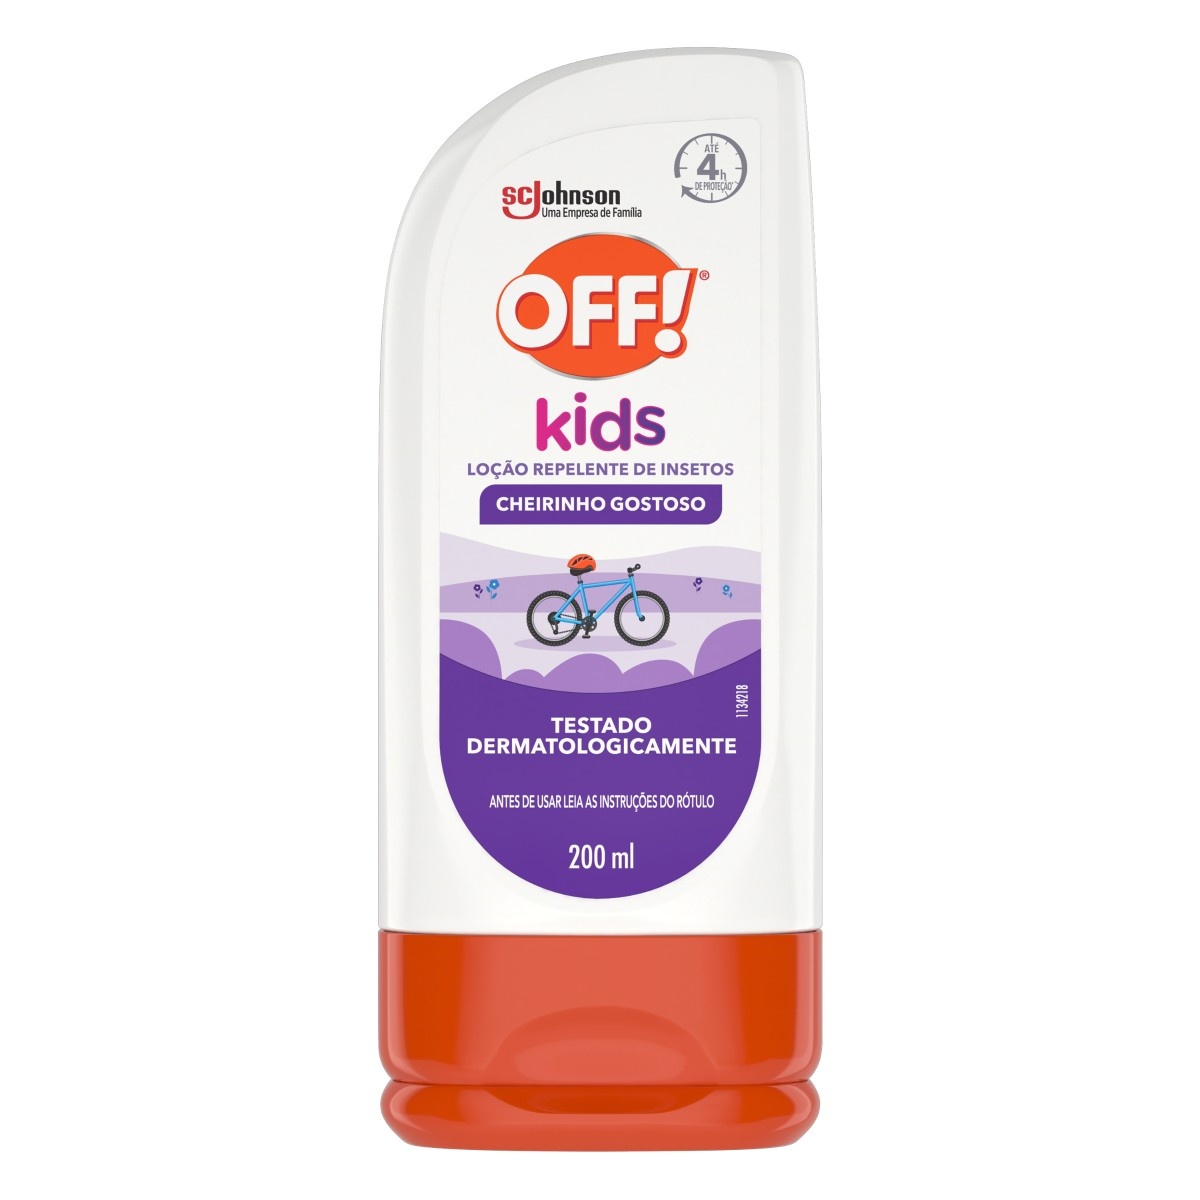 ATÉ
4h
DE PROTEÇÃO*
SCJohnson
Uma Empresa de Família
OFF!®
kids
LOÇÃO REPELENTE DE INSETOS
CHEIRINHO GOSTOSO
1134218
TESTADO
DERMATOLOGICAMENTE
ANTES DE USAR LEIA AS INSTRUÇÕES DO RÓTULO
200 ml